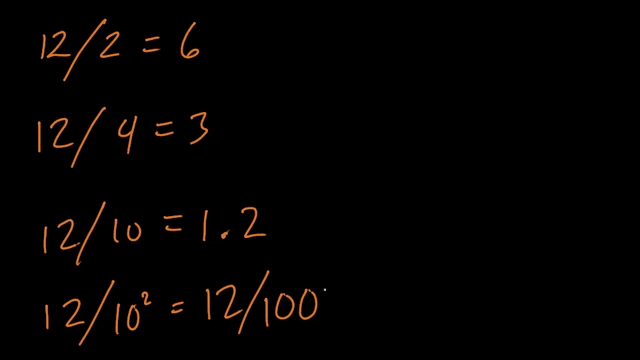 12/2 = 6
12/4 = 3
12/10 = 1.2
12/10² = 12/100